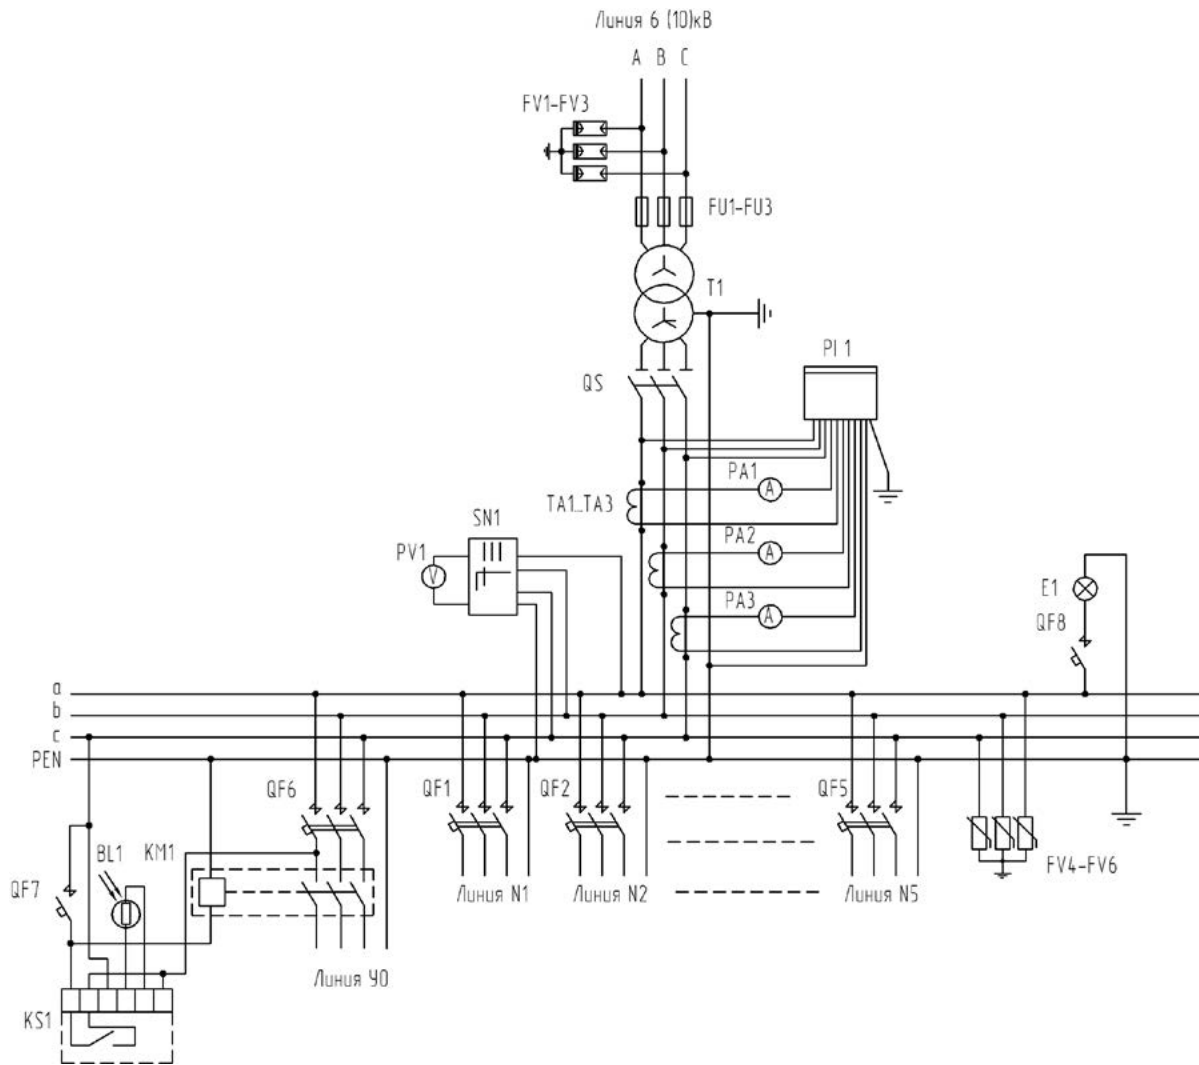 Линия 6 (10)кВ
A B C
FV1-FV3
FU1-FU3
T1
PI 1
QS
PA1
A
TA1...TA3
SN1
PA2
PV1
A
V
E1
PA3
A
QF8
a
b
c
PEN
QF6
QF1
QF2
QF5
BL1
KM1
FV4-FV6
QF7
Линия N1
Линия N2
Линия N5
Линия УО
KS1